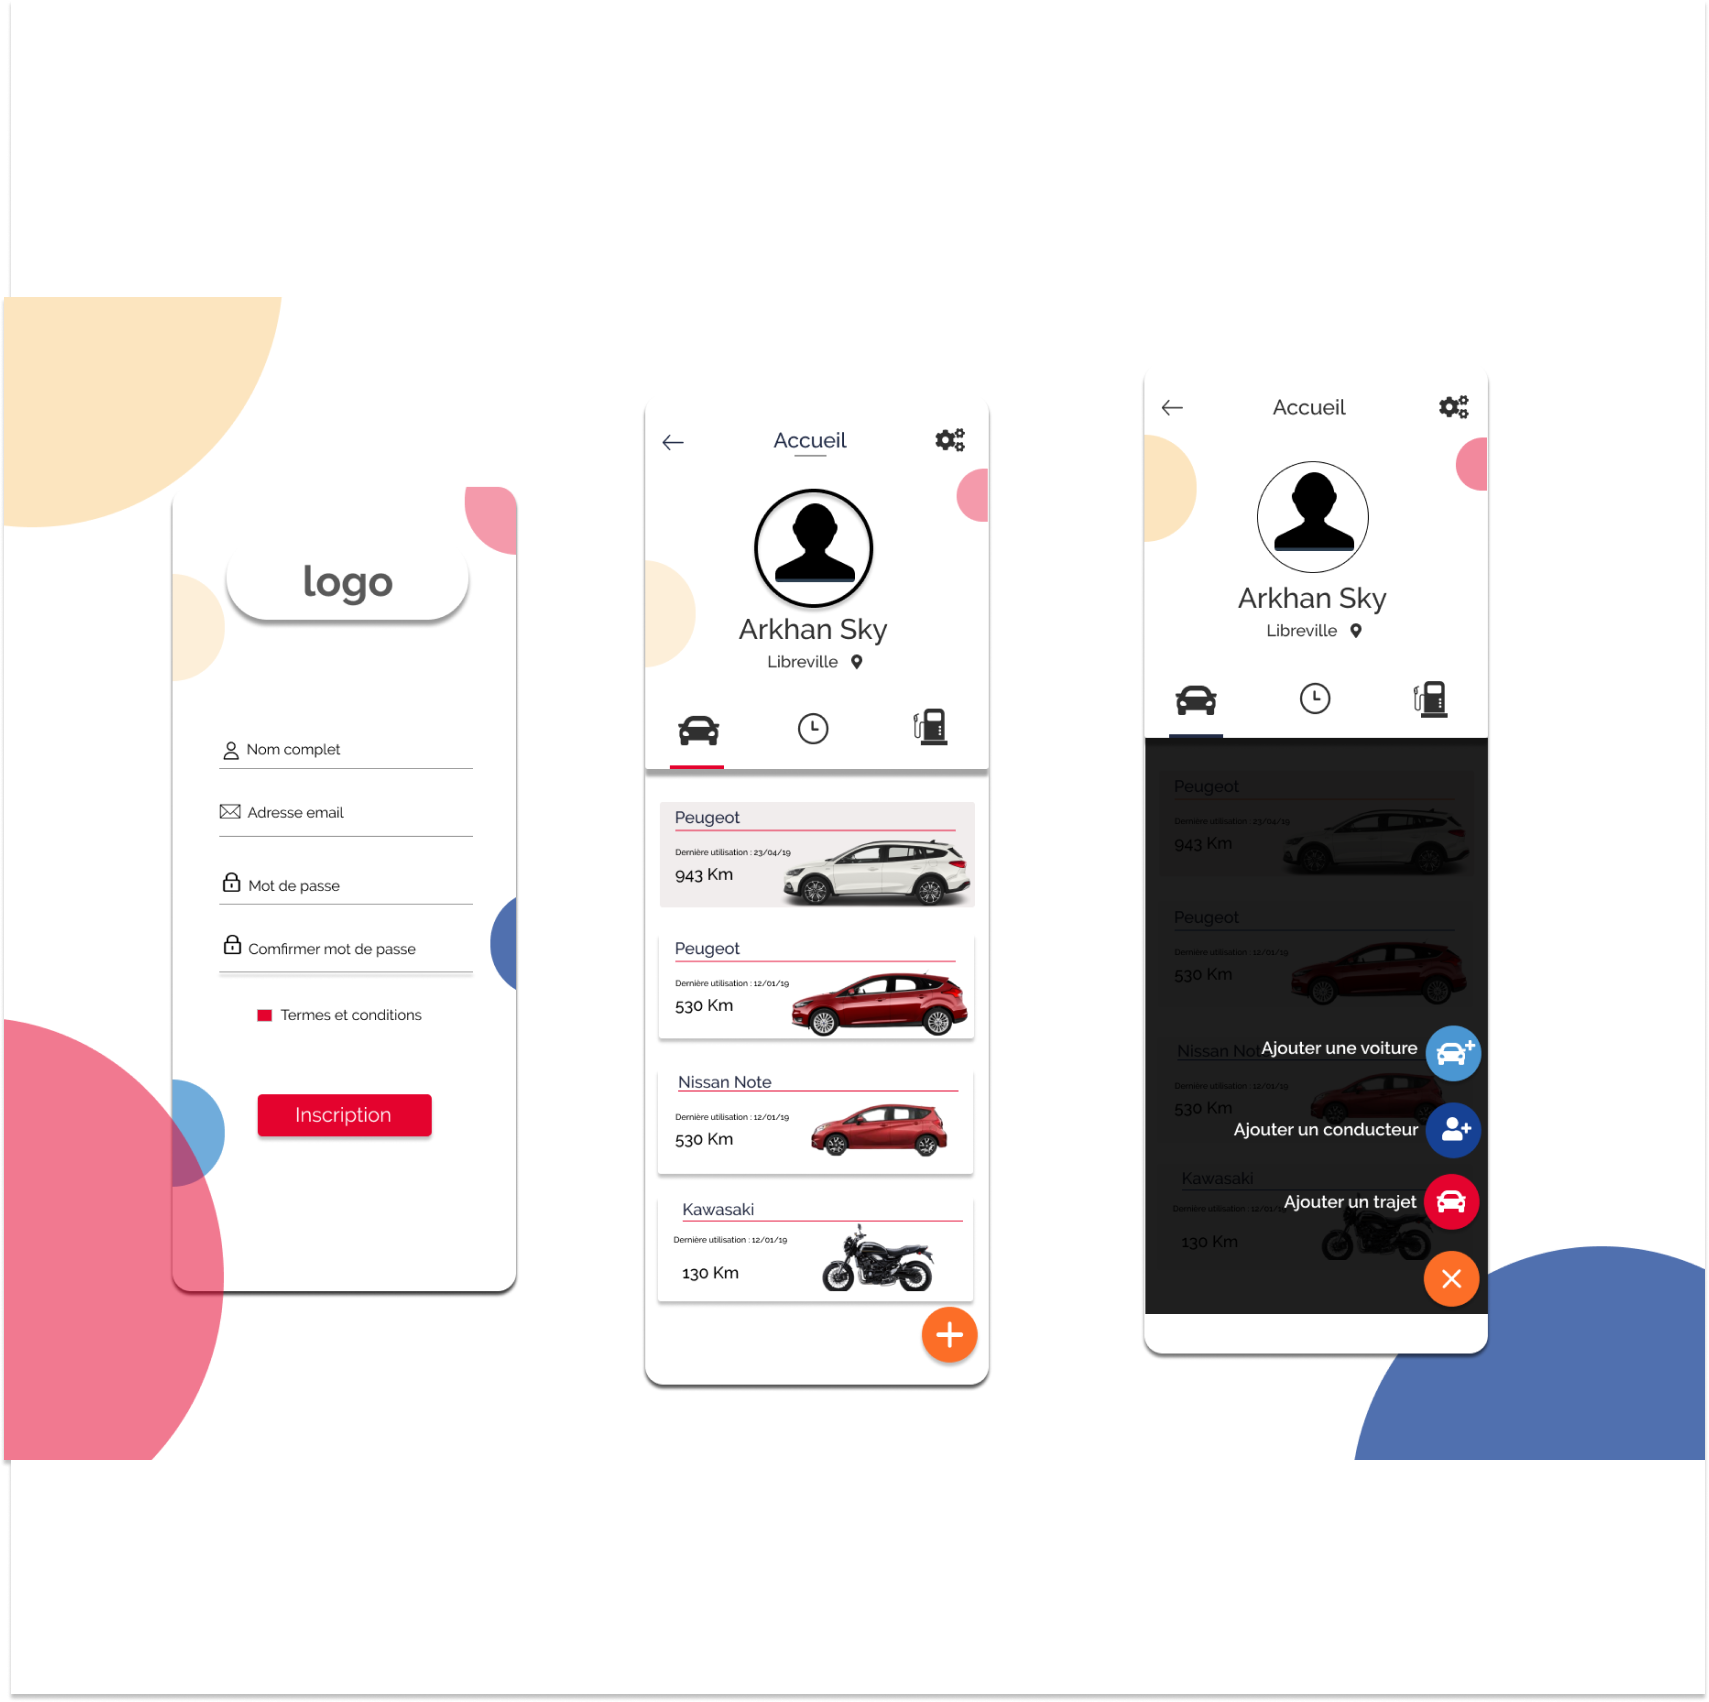 logo
Nom complet
Adresse email
Mot de passe
Comfirmer mot de passe
Termes et conditions
Inscription
Accueil
Arkhan Sky
Libreville
Peugeot
Dernière utilisation : 23/04/19
943 Km
Peugeot
Dernière utilisation : 12/01/19
530 Km
Nissan Note
Dernière utilisation : 12/01/19
530 Km
Kawasaki
Dernière utilisation : 12/01/19
130 Km
Accueil
Arkhan Sky
Libreville
Peugeot
Dernière utilisation : 23/04/19
943 Km
Peugeot
Dernière utilisation : 12/01/19
530 Km
Nissan Note
Ajouter une voiture
Dernière utilisation : 12/01/19
530 Km
Ajouter un conducteur
Kawasaki
Ajouter un trajet
Dernière utilisation : 12/01/19
130 Km